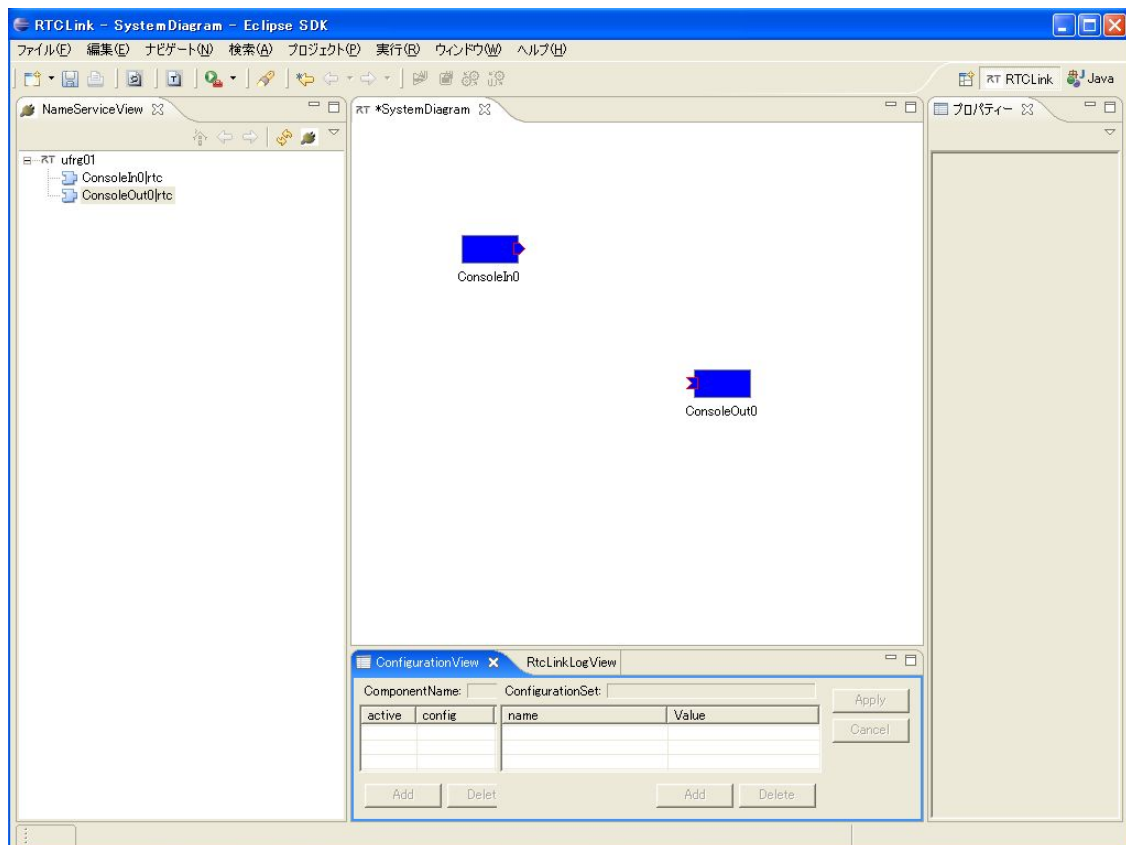 RTCLink - SystemDiagram - Eclipse SDK
ファイル(F) 編集(E) ナビゲート(N) 検索(A) プロジェクト(P) 実行(R) ウィンドウ(W) ヘルプ(H)
RTCLink Java
NameServiceView
*SystemDiagram
プロパティー
ufrg01
ConsoleIn0|rtc
ConsoleOut0|rtc
ConsoleIn0
ConsoleOut0
ConfigurationView RtcLinkLogView
ComponentName: ConfigurationSet:
Apply
active config name Value
Cancel
Add Delet Add Delete